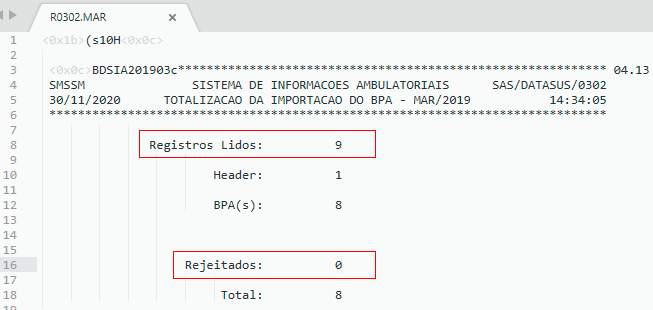 R0302.MAR ×
1 <0x1b>(s10H<0x0c>
2
3 <0x0c>BDSIA201903c************************************************************ 04.13
4 SMSSM SISTEMA DE INFORMACOES AMBULATORIAIS SAS/DATASUS/0302
5 30/11/2020 TOTALIZACAO DA IMPORTACAO DO BPA - MAR/2019 14:34:05
6 ******************************************************************************
7
8 Registros Lidos: 9
9
10 Header: 1
11
12 BPA(s): 8
13
14
15
16 Rejeitados: 0
17
18 Total: 8
19